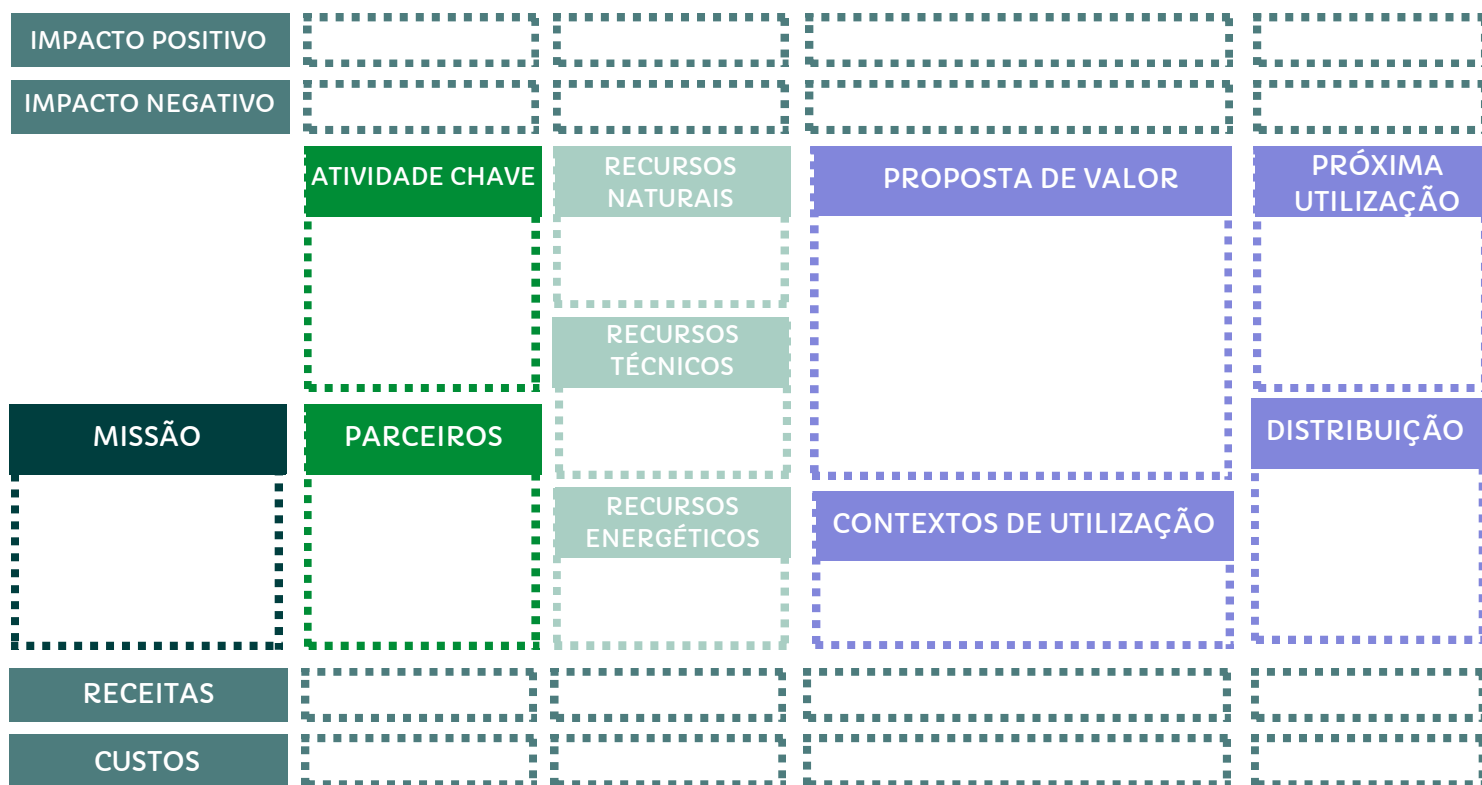 IMPACTO POSITIVO
IMPACTO NEGATIVO
ATIVIDADE CHAVE
RECURSOS
NATURAIS
PROPOSTA DE VALOR
PRÓXIMA
UTILIZAÇÃO
RECURSOS
TÉCNICOS
MISSÃO
PARCEIROS
DISTRIBUIÇÃO
RECURSOS
ENERGÉTICOS
CONTEXTOS DE UTILIZAÇÃO
RECEITAS
CUSTOS